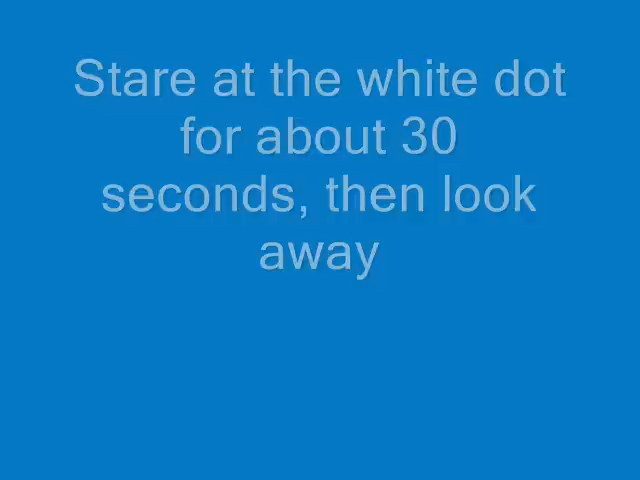 Stare at the white dot
for about 30
seconds, then look
away